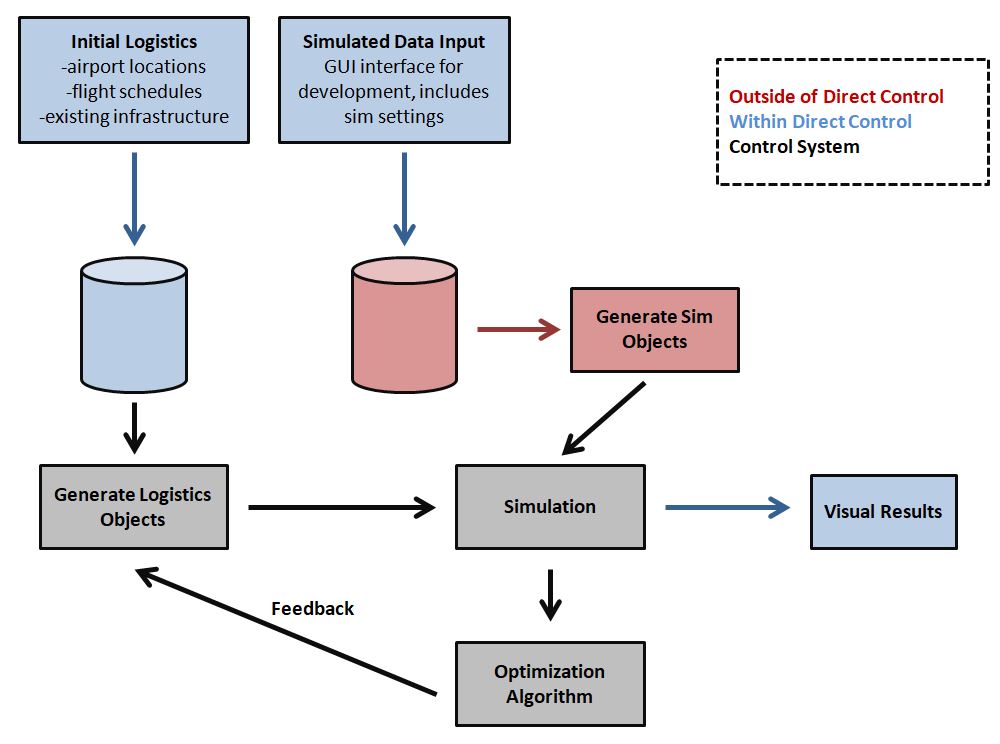 Initial Logistics
-airport locations
-flight schedules
-existing infrastructure
Simulated Data Input
GUI interface for
development, includes
sim settings
Outside of Direct Control
Within Direct Control
Control System
Generate Sim
Objects
Generate Logistics
Objects
Simulation
Visual Results
Feedback
Optimization
Algorithm